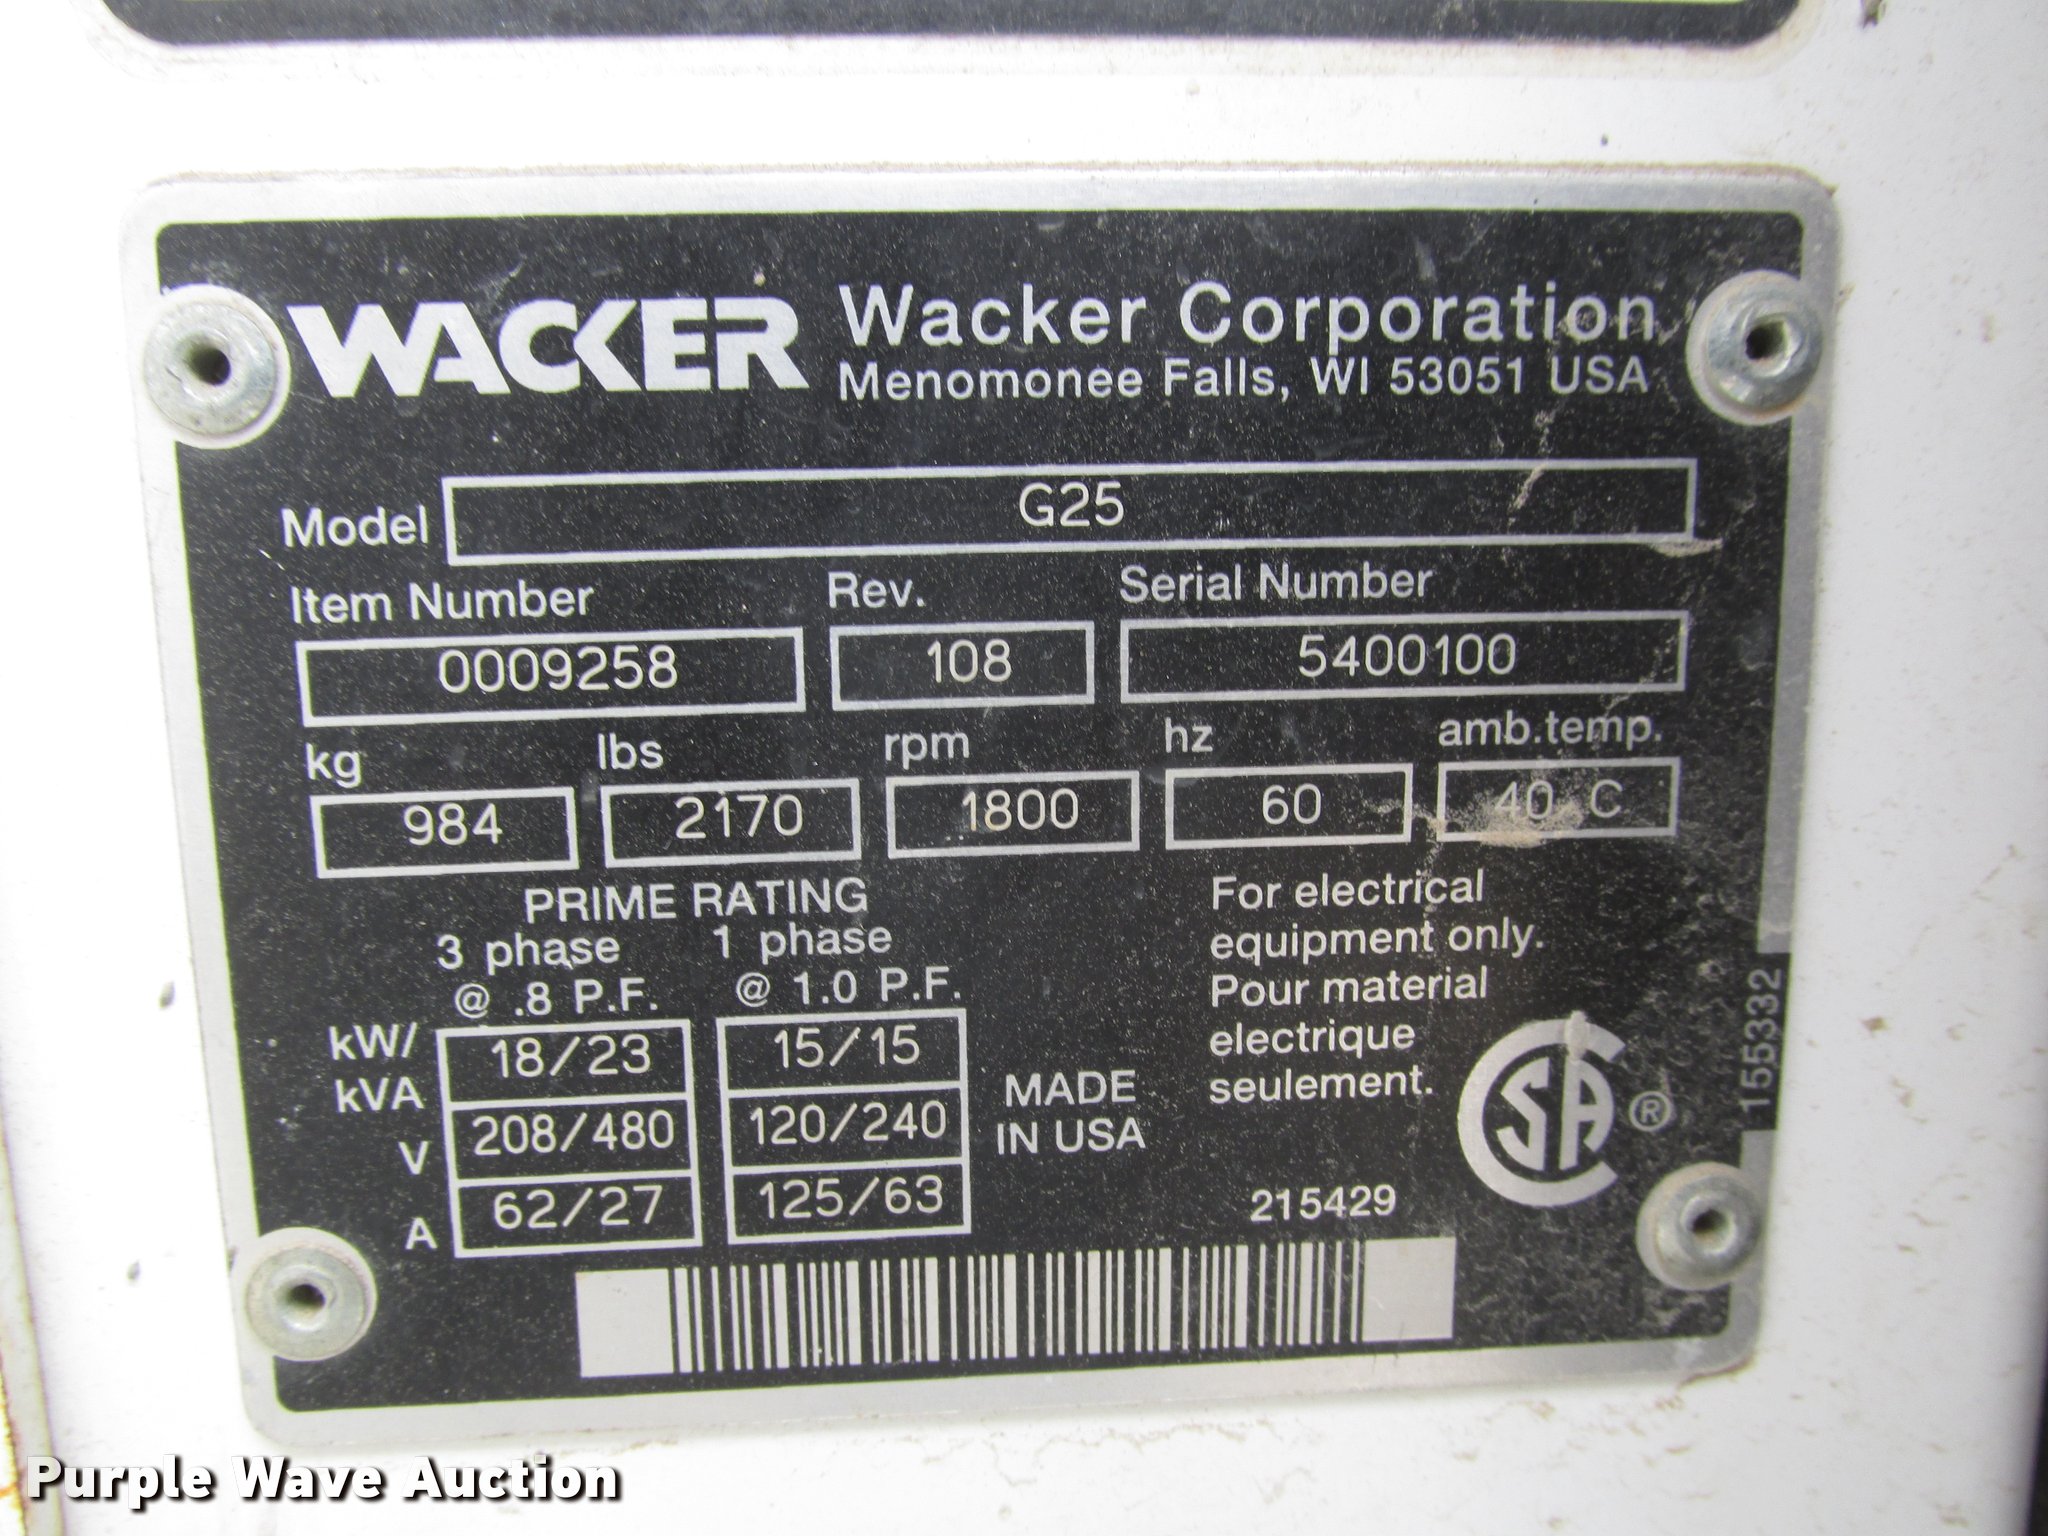 WACKER Wacker Corporation
Menomonee Falls, WI 53051 USA
Model G25
Item Number Rev. Serial Number
0009258 108 5400100
kg lbs rpm hz amb.temp.
984 2170 1800 60 40 C
PRIME RATING
3 phase 1 phase
@ .8 P.F. @ 1.0 P.F.
kW/ kVA 18/23 15/15
V 208/480 120/240
A 62/27 125/63
MADE
IN USA
For electrical
equipment only.
Pour material
electrique
seulement.
CSA ®
215429
155332
Purple Wave Auction